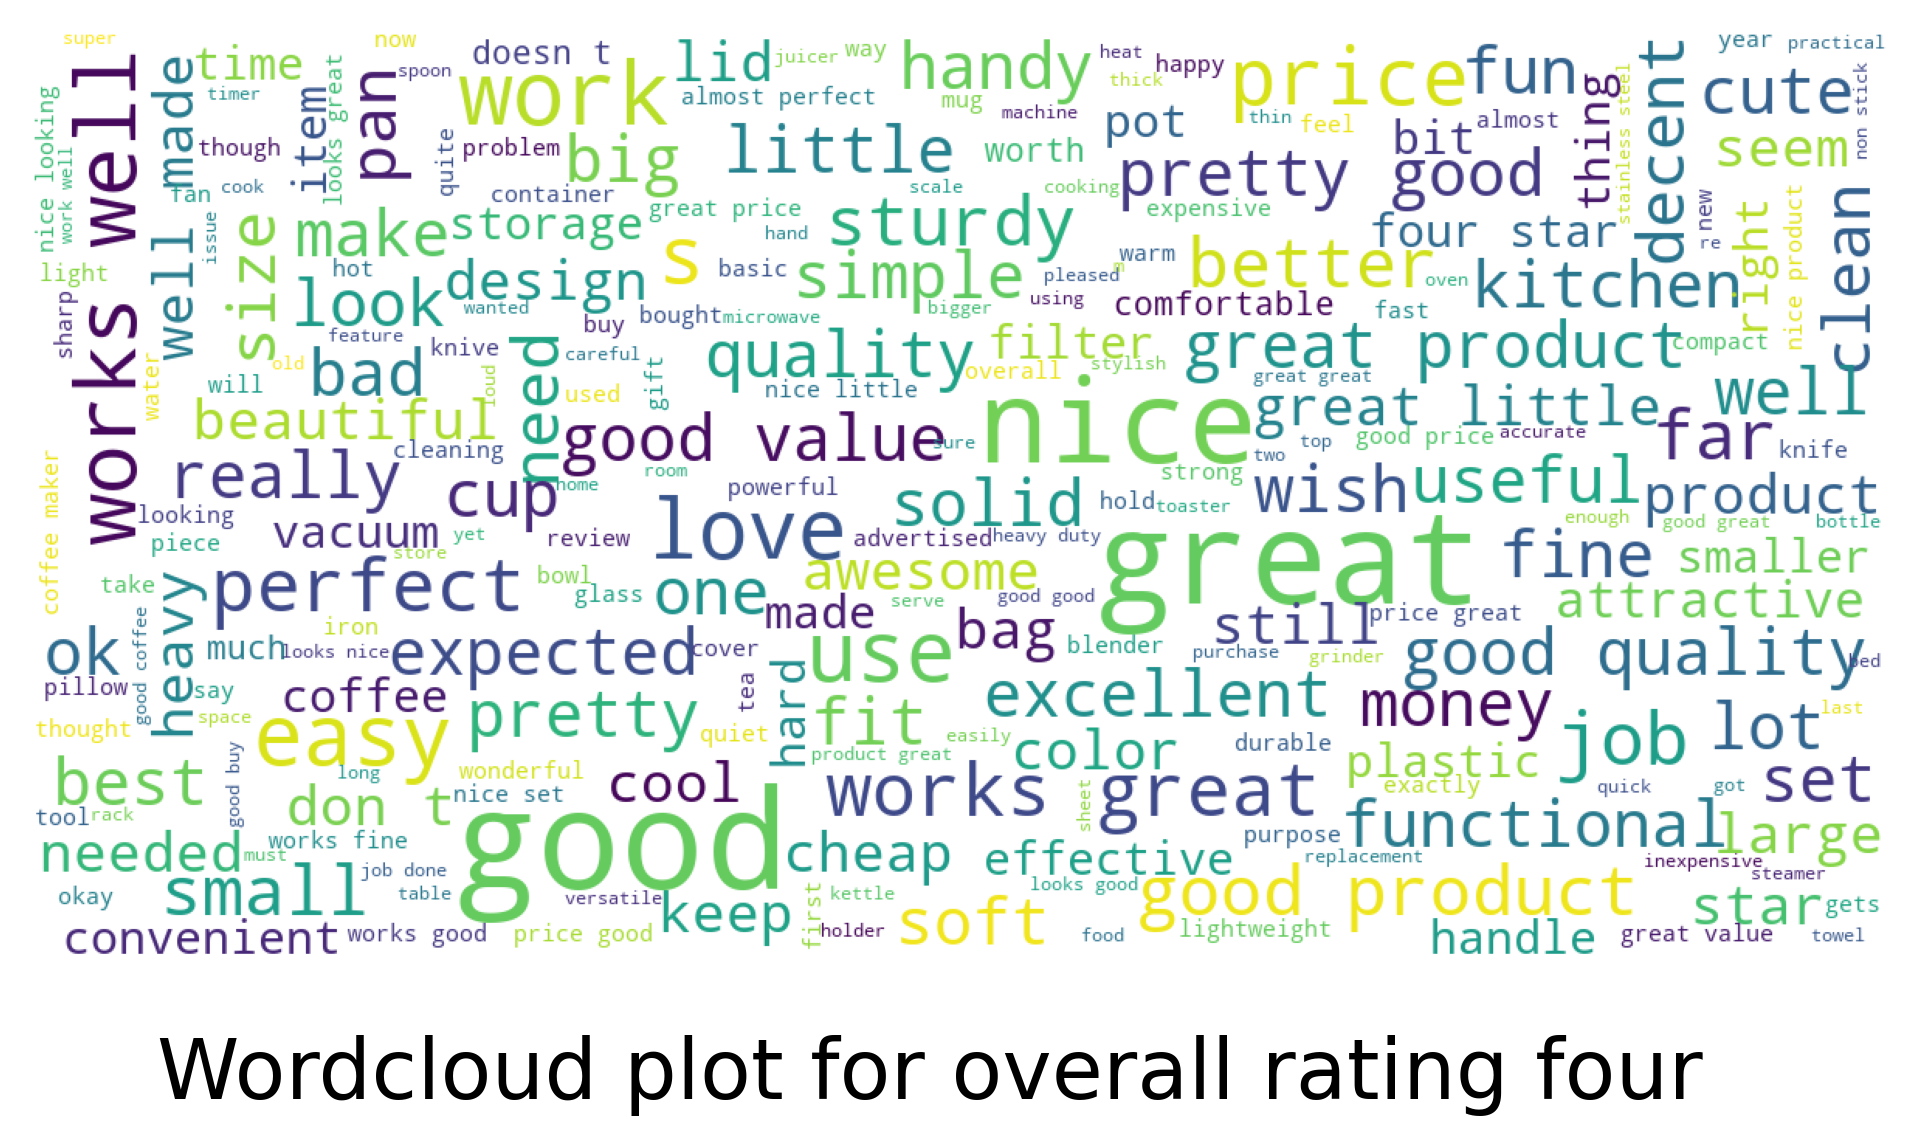 super
now
doesn t
lid
juicer
way
handy
heat
happy
price
fun
year
practical
works well
well made
time
timer
looks great
pan
spoon
work
almost perfect
mug
thick
machine
pot
thin
feel
bit
almost
thing
stainless steel
decent
cute
non stick
nice looking
work well
though
item
quite
problem
big
little
worth
pretty good
seem
fan
cook
container
scale
cooking
expensive
new
nice product
clean
issue
size
make
storage
great price
hand
sturdy
warm
four star
re
right
light
hot
look
design
s
basic
simple
pleased
m
better
oven
kitchen
sharp
wanted
buy
bought
microwave
bigger
using
comfortable
fast
feature
knive
careful
quality
filter
great product
compact
water
will
old
bad
loud
need
used
gift
nice little
overall
stylish
great great
nice
great little
well
beautiful
cleaning
good value
sure
top
good price
accurate
far
knife
two
coffee maker
really
cup
home
room
powerful
solid
strong
hold
toaster
wish
useful
product
looking
vacuum
yet
review
love
advertised
heavy duty
great
enough
good great
bottle
piece
store
fine
smaller
take
heavy
perfect
bowl
glass
one
awesome
serve
good good
attractive
made
good coffee
iron
ok
much
looks nice
expected
cover
use
bag
blender
still
price great
purchase
grinder
good quality
bed
pillow
say
coffee
tea
hard
excellent
money
thought
space
easy
pretty
quiet
fit
easily
product great
color
durable
job
lot
last
best
good buy
long
wonderful
cool
plastic
exactly
quick
got
set
don t
nice set
works great
sheet
tool
rack
good
purpose
functional
large
needed
must
works fine
cheap
effective
replacement
inexpensive
small
job done
looks good
steamer
okay
table
versatile
keep
first
kettle
soft
good product
star
gets
convenient
works good
price good
holder
food
lightweight
handle
great value
towel
Wordcloud plot for overall rating four